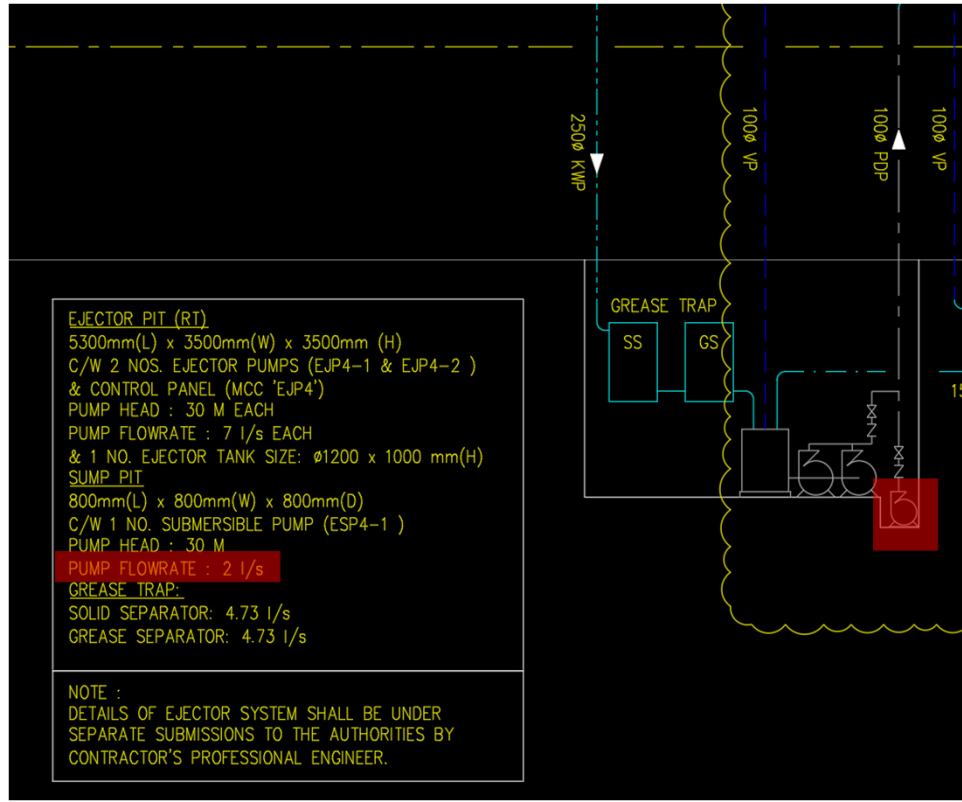 250ø KWP
100ø VP
100ø PDP
100ø VP
GREASE TRAP
SS
GS
15
EJECTOR PIT (RT)
5300mm(L) x 3500mm(W) x 3500mm (H)
C/W 2 NOS. EJECTOR PUMPS (EJP4-1 & EJP4-2 )
& CONTROL PANEL (MCC 'EJP4')
PUMP HEAD : 30 M EACH
PUMP FLOWRATE : 7 l/s EACH
& 1 NO. EJECTOR TANK SIZE: ø1200 x 1000 mm(H)
SUMP PIT
800mm(L) x 800mm(W) x 800mm(D)
C/W 1 NO. SUBMERSIBLE PUMP (ESP4-1 )
PUMP HEAD : 30 M
PUMP FLOWRATE : 2 l/s
GREASE TRAP:
SOLID SEPARATOR: 4.73 l/s
GREASE SEPARATOR: 4.73 l/s
NOTE :
DETAILS OF EJECTOR SYSTEM SHALL BE UNDER
SEPARATE SUBMISSIONS TO THE AUTHORITIES BY
CONTRACTOR'S PROFESSIONAL ENGINEER.